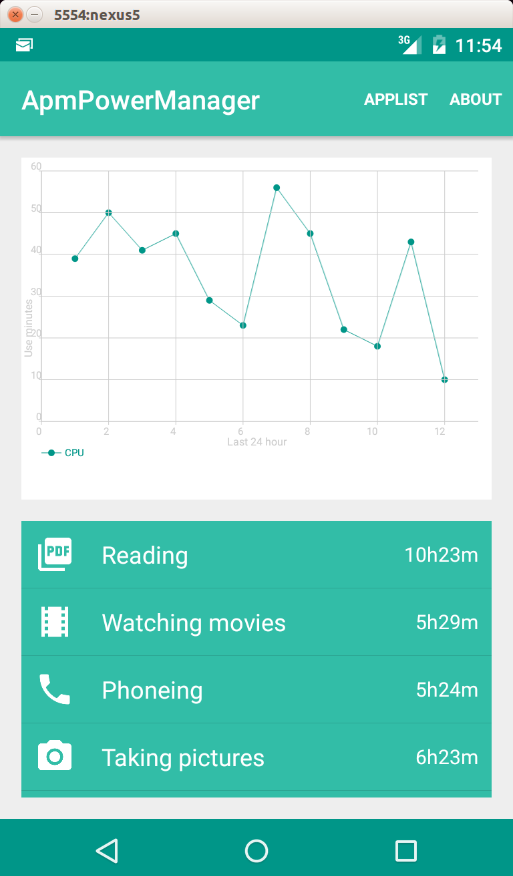 5554:nexus5
3G 11:54
ApmPowerManager APPLIST ABOUT
60
50
40
30
20
10
0
Use minutes
0 2 4 6 8 10 12
Last 24 hour
CPU
PDF Reading 10h23m
Watching movies 5h29m
Phoneing 5h24m
Taking pictures 6h23m